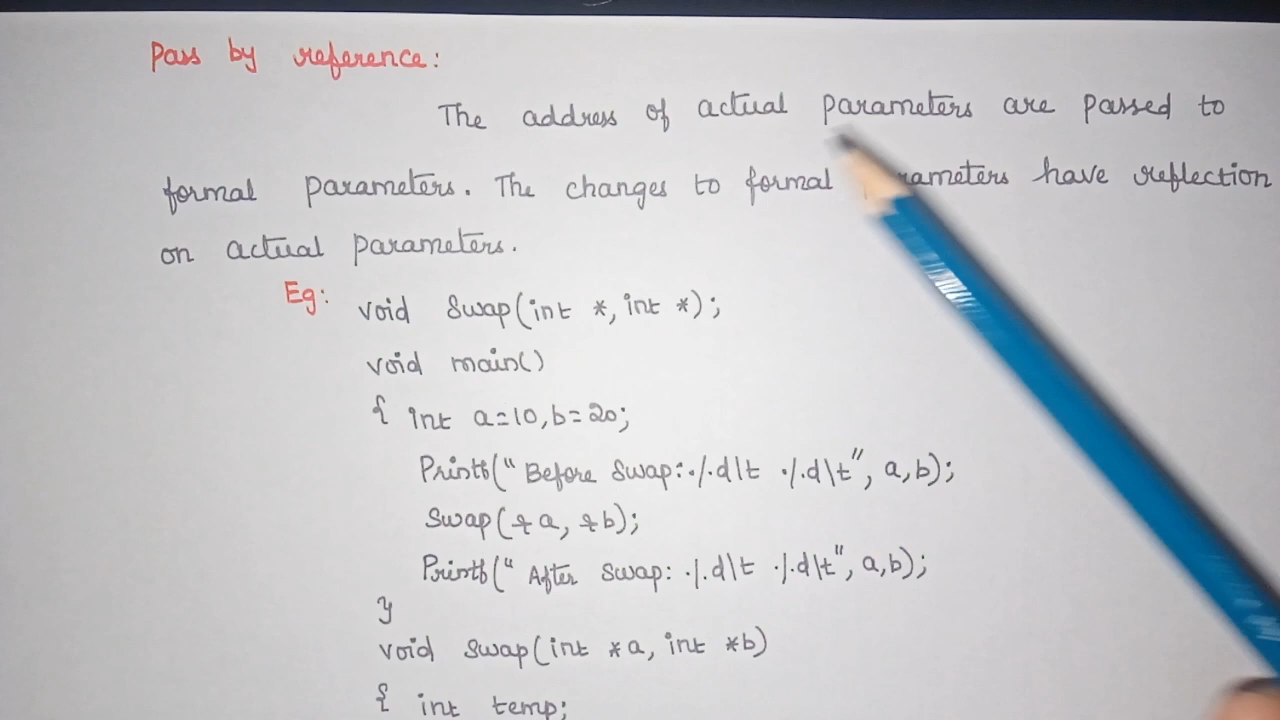 Pass by reference:
The address of actual parameters are passed to
formal parameters. The changes to formal parameters have reflection
on actual parameters.
Eg: void Swap(int *, int *);
void main()
{ int a=10, b=20;
Printf("Before Swap: %d\t %d\t", a,b);
Swap(&a, &b);
Printf("After Swap: %d\t %d\t", a,b);
}
void Swap(int *a, int *b)
{ int temp;